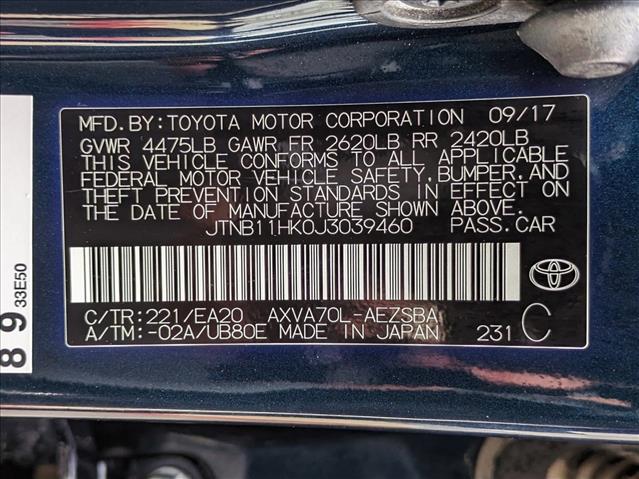 MFD.BY:TOYOTA MOTOR CORPORATION 09/17
GVWR 4475LB GAWR FR 2620LB RR 2420LB
THIS VEHICLE CONFORMS TO ALL APPLICABLE
FEDERAL MOTOR VEHICLE SAFETY,BUMPER,AND
THEFT PREVENTION STANDARDS IN EFFECT ON
THE DATE OF MANUFACTURE SHOWN ABOVE.
JTNB11HK0J3039460 PASS.CAR
C/TR:221/EA20 AXVA70L-AEZSBA
A/TM:-02A/UB80E MADE IN JAPAN 231 C
89
33E50